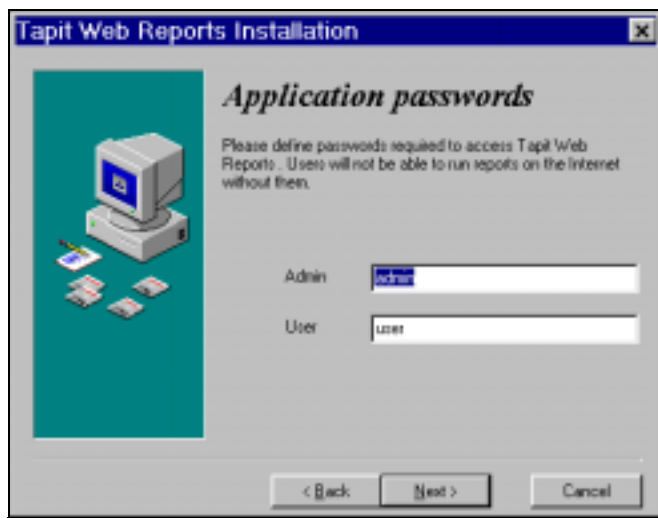 Tapit Web Reports Installation
Application passwords
Please define passwords required to access Tapit Web
Reports . Users will not be able to run reports on the Internet
without them.
Admin admin
User user
< Back Next > Cancel